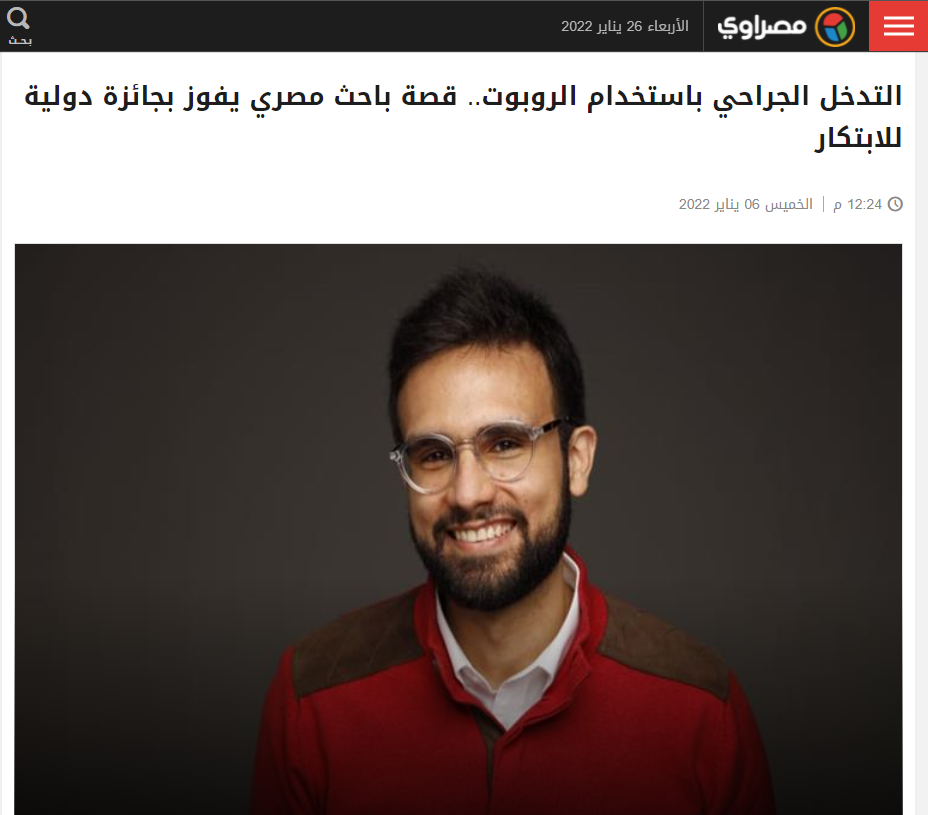 مصراوي
الأربعاء 26 يناير 2022
بحث
التدخل الجراحي باستخدام الروبوت.. قصة باحث مصري يفوز بجائزة دولية
للابتكار
12:24 م | الخميس 06 يناير 2022